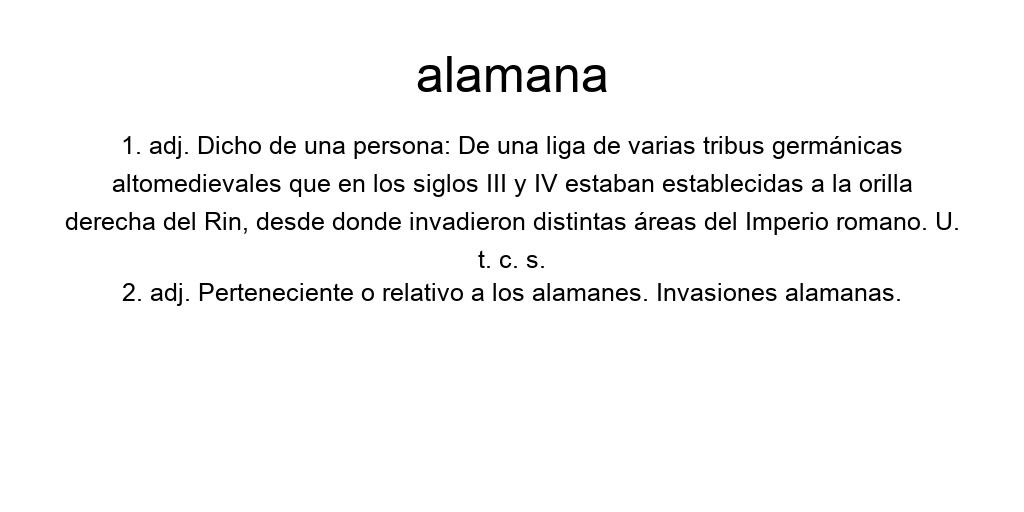 alamana
1. adj. Dicho de una persona: De una liga de varias tribus germánicas
altomedievales que en los siglos III y IV estaban establecidas a la orilla
derecha del Rin, desde donde invadieron distintas áreas del Imperio romano. U.
t. c. s.
2. adj. Perteneciente o relativo a los alamanes. Invasiones alamanas.